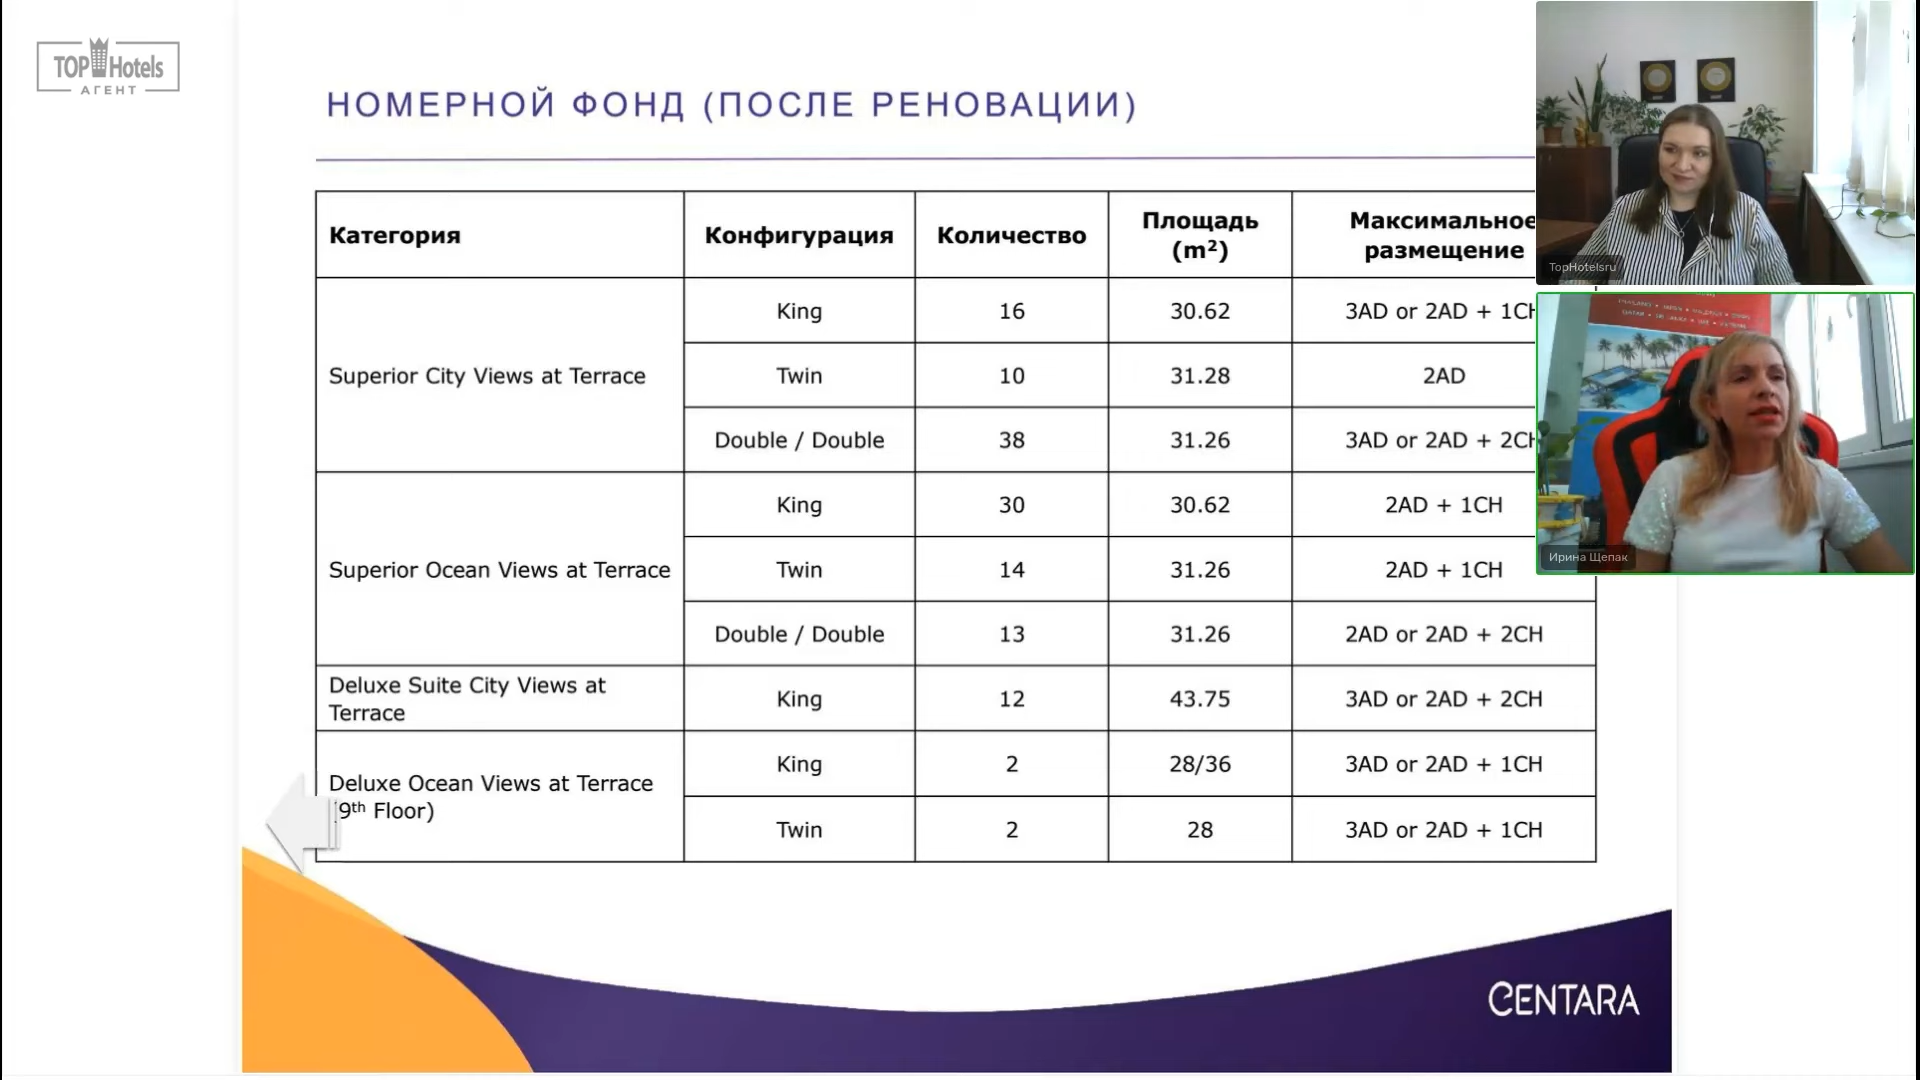 TOP Hotels
АГЕНТ
НОМЕРНОЙ ФОНД (ПОСЛЕ РЕНОВАЦИИ)
Категория Конфигурация Количество Площадь (m²) Максимальное размещение
Superior City Views at Terrace
King 16 30.62 3AD or 2AD + 1CH
Twin 10 31.28 2AD
Double / Double 38 31.26 3AD or 2AD + 2CH
Superior Ocean Views at Terrace
King 30 30.62 2AD + 1CH
Twin 14 31.26 2AD + 1CH
Double / Double 13 31.26 2AD or 2AD + 2CH
Deluxe Suite City Views at
Terrace
King 12 43.75 3AD or 2AD + 2CH
Deluxe Ocean Views at Terrace
(9th Floor)
King 2 28/36 3AD or 2AD + 1CH
Twin 2 28 3AD or 2AD + 1CH
TopHotelsru
Ирина Щепак
CENTARA